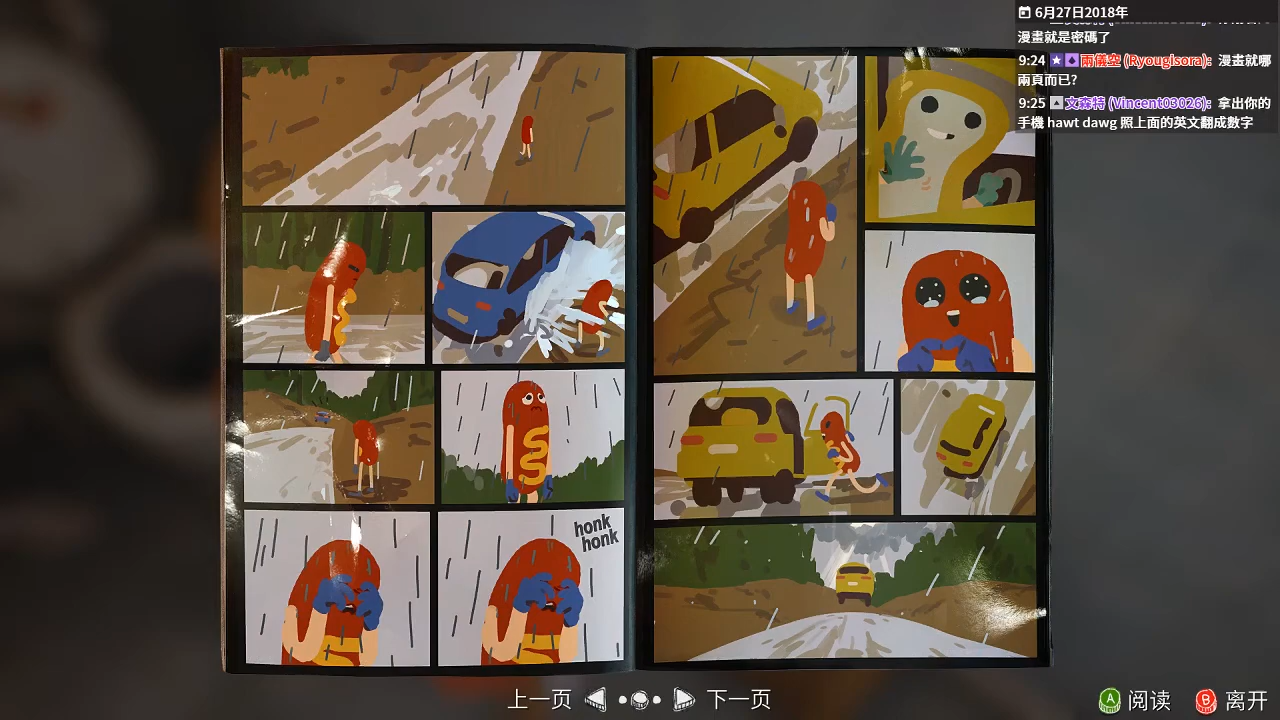 6月27日2018年
漫畫就是密碼了
9:24 兩儀空 (Ryougisora): 漫畫就哪
兩頁而已?
9:25 文森特 (Vincent03026): 拿出你的
手機 hawt dawg 照上面的英文翻成數字
honk
honk
上一页 下一页
阅读 离开